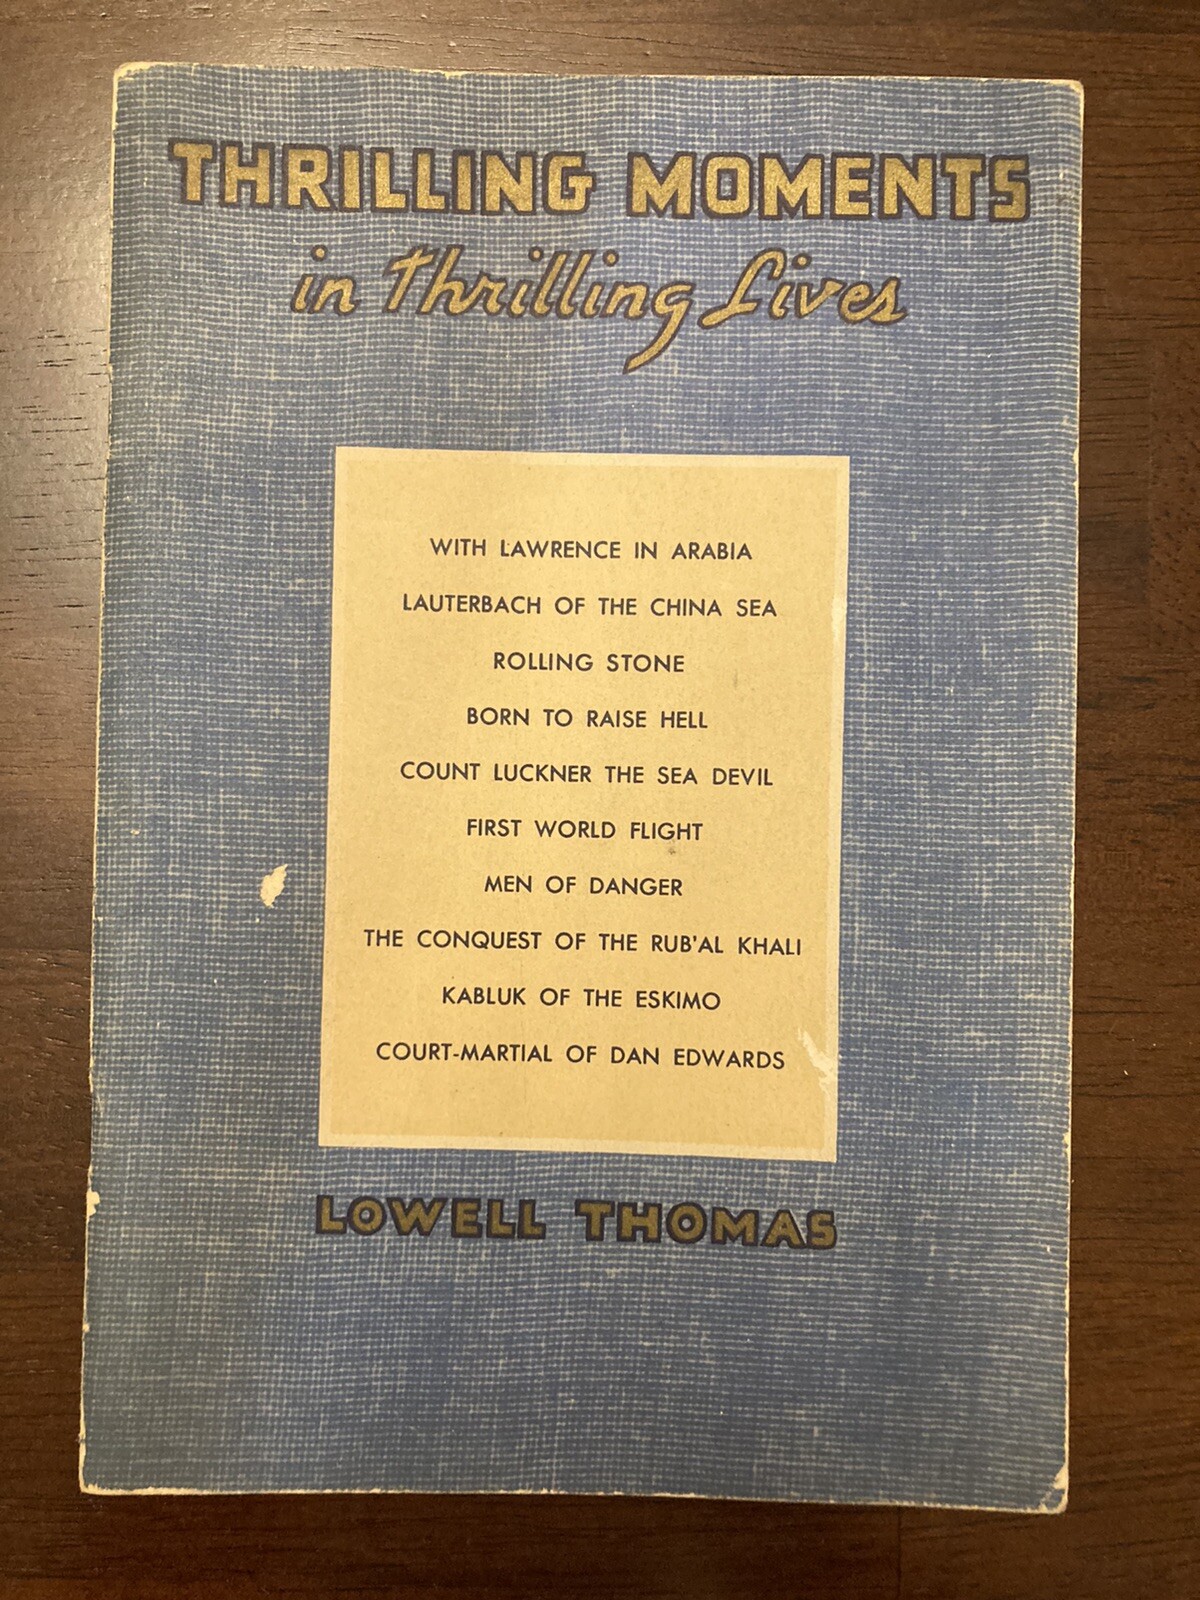 THRILLING MOMENTS
in Thrilling Lives
WITH LAWRENCE IN ARABIA
LAUTERBACH OF THE CHINA SEA
ROLLING STONE
BORN TO RAISE HELL
COUNT LUCKNER THE SEA DEVIL
FIRST WORLD FLIGHT
MEN OF DANGER
THE CONQUEST OF THE RUB'AL KHALI
KABLUK OF THE ESKIMO
COURT-MARTIAL OF DAN EDWARDS
LOWELL THOMAS